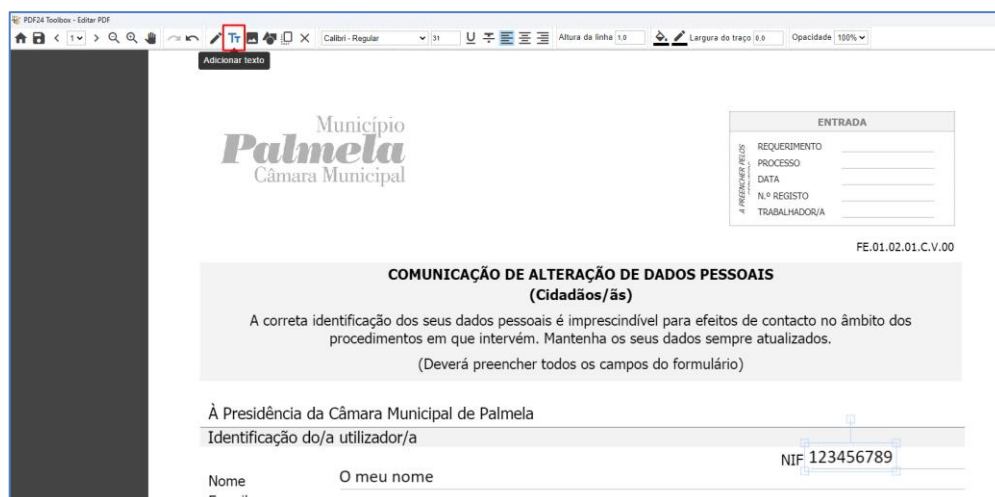 PDF24 Toolbox - Editar PDF
1
Calibri - Regular 31 Altura da linha 1,0 Largura do traço 0,0 Opacidade 100%
Adicionar texto
Município
Palmela
Câmara Municipal
ENTRADA
A PREENCHER PELOS
REQUERIMENTO
PROCESSO
DATA
N.º REGISTO
TRABALHADOR/A
FE.01.02.01.C.V.00
COMUNICAÇÃO DE ALTERAÇÃO DE DADOS PESSOAIS
(Cidadãos/ãs)
A correta identificação dos seus dados pessoais é imprescindível para efeitos de contacto no âmbito dos
procedimentos em que intervém. Mantenha os seus dados sempre atualizados.
(Deverá preencher todos os campos do formulário)
À Presidência da Câmara Municipal de Palmela
Identificação do/a utilizador/a
NIF 123456789
Nome O meu nome